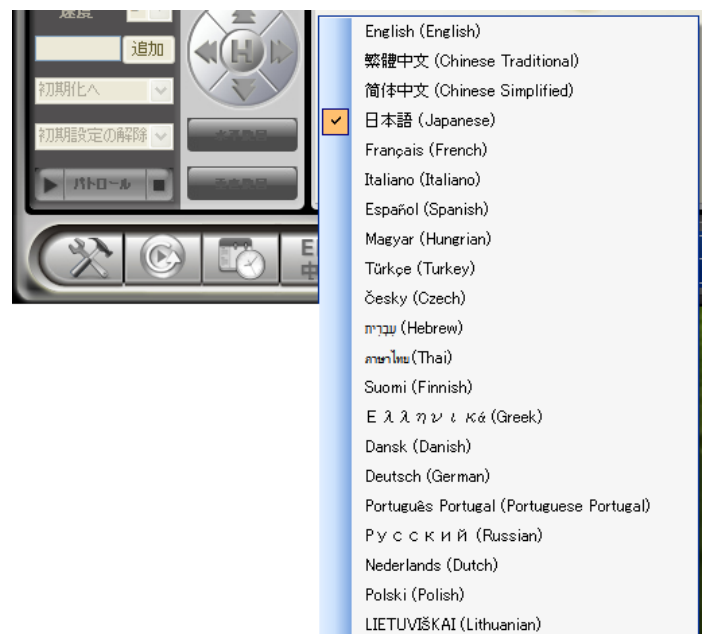 速度
追加
H
初期化へ
初期設定の解除
パトロール
E
中
English (English)
繁體中文 (Chinese Traditional)
简体中文 (Chinese Simplified)
日本語 (Japanese)
Français (French)
Italiano (Italiano)
Español (Spanish)
Magyar (Hungrian)
Türkçe (Turkey)
Česky (Czech)
עִבְרִית (Hebrew)
ภาษาไทย (Thai)
Suomi (Finnish)
Ελληνικά (Greek)
Dansk (Danish)
Deutsch (German)
Português Portugal (Portuguese Portugal)
Русский (Russian)
Nederlands (Dutch)
Polski (Polish)
LIETUVIŠKAI (Lithuanian)